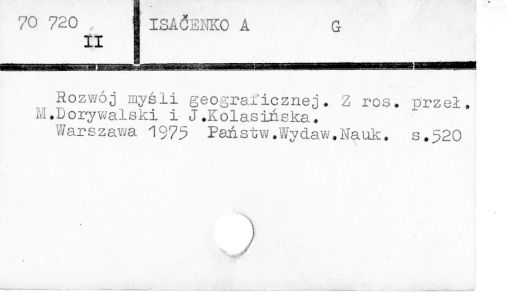 70 720 ISAČENKO A G
II
Rozwój myśli geograficznej. Z ros. przeł.
M.Dorywalski i J.Kolasińska.
Warszawa 1975 Państw.Wydaw.Nauk. s.520